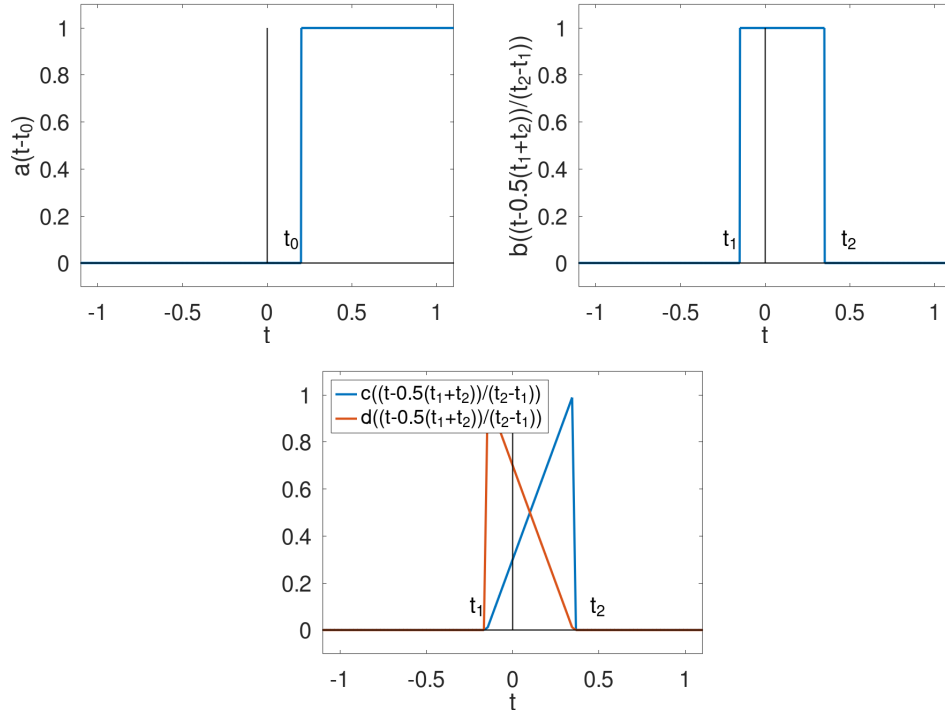 a(t-t₀)
1
0.8
0.6
0.4
0.2
0
t₀
-1 -0.5 0 0.5 1
t
b((t-0.5(t₁+t₂))/(t₂-t₁))
1
0.8
0.6
0.4
0.2
0
t₁ t₂
-1 -0.5 0 0.5 1
t
c((t-0.5(t₁+t₂))/(t₂-t₁))
d((t-0.5(t₁+t₂))/(t₂-t₁))
1
0.8
0.6
0.4
0.2
0
t₁ t₂
-1 -0.5 0 0.5 1
t